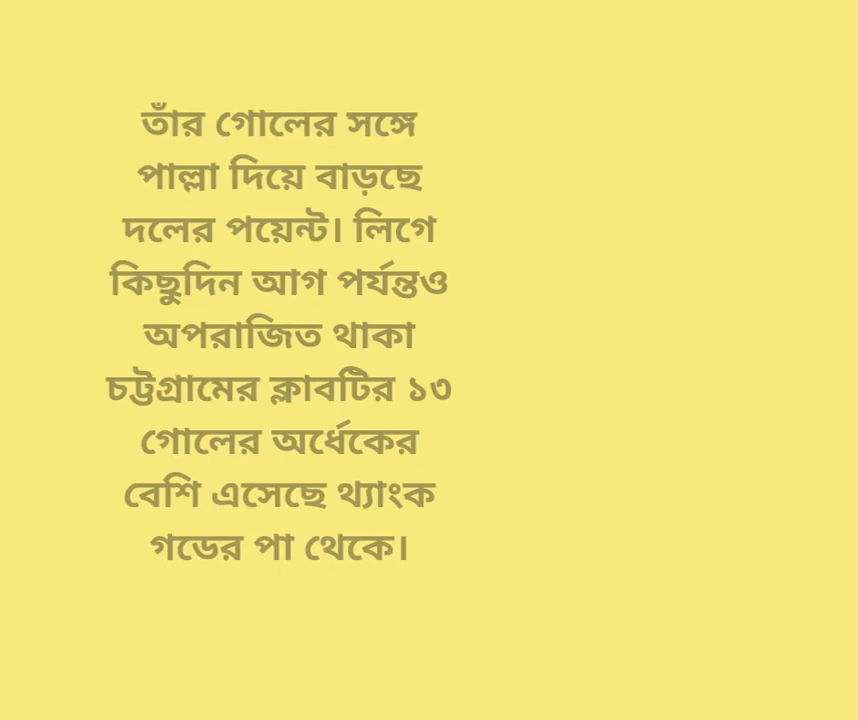 তাঁর গোলের সঙ্গে
পাল্লা দিয়ে বাড়ছে
দলের পয়েন্ট। লিগে
কিছুদিন আগ পর্যন্তও
অপরাজিত থাকা
চট্টগ্রামের ক্লাবটির ১৩
গোলের অর্ধেকের
বেশি এসেছে থ্যাংক
গডের পা থেকে।